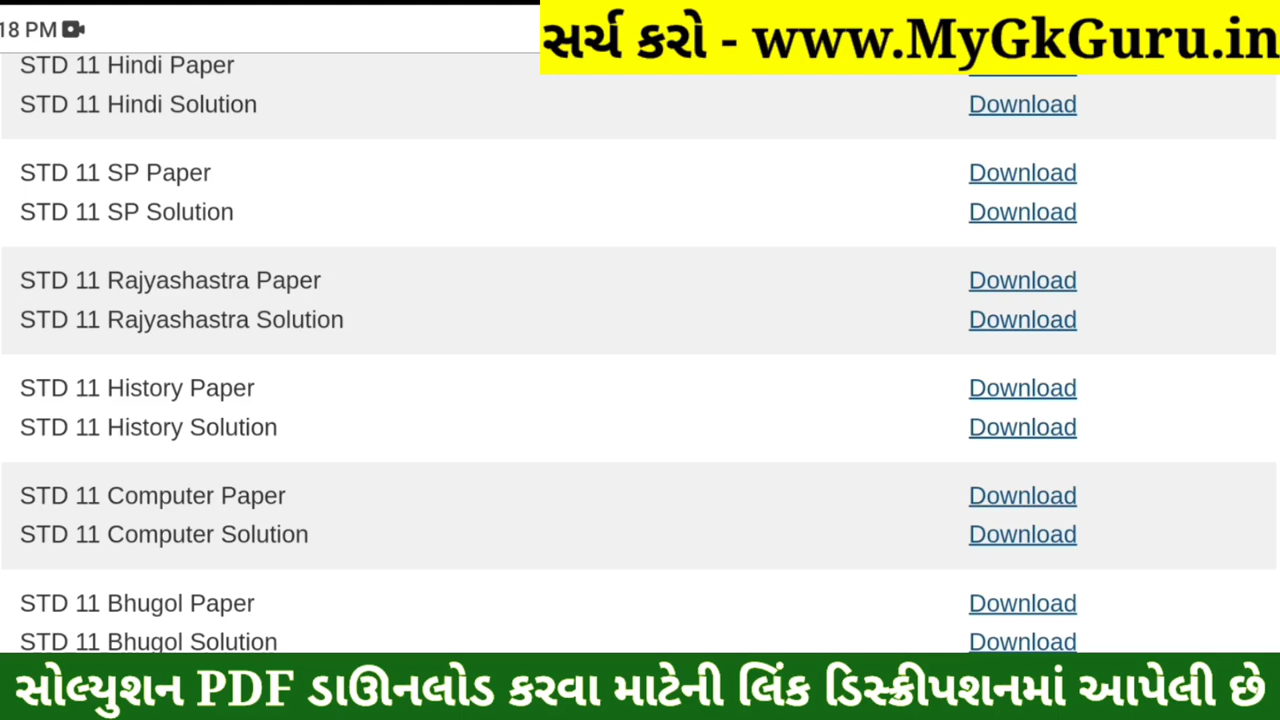 18 PM
સર્ચ કરો - www.MyGkGuru.in
STD 11 Hindi Paper
STD 11 Hindi Solution Download
STD 11 SP Paper Download
STD 11 SP Solution Download
STD 11 Rajyashastra Paper Download
STD 11 Rajyashastra Solution Download
STD 11 History Paper Download
STD 11 History Solution Download
STD 11 Computer Paper Download
STD 11 Computer Solution Download
STD 11 Bhugol Paper Download
STD 11 Bhugol Solution Download
સોલ્યુશન PDF ડાઊનલોડ કરવા માટેની લિંક ડિસ્ક્રીપશનમાં આપેલી છે